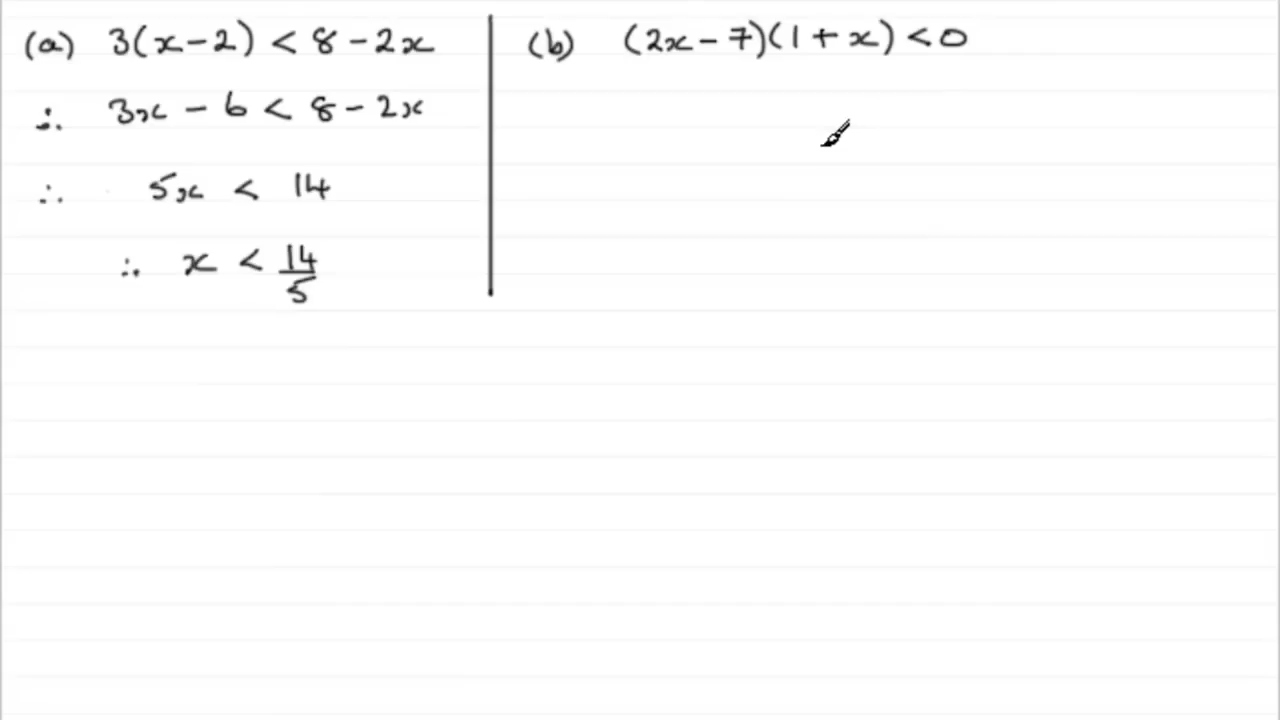 (a) 3(x-2) < 8-2x
∴ 3x - 6 < 8-2x
∴ 5x < 14
∴ x < 14/5
(b) (2x-7)(1+x) < 0